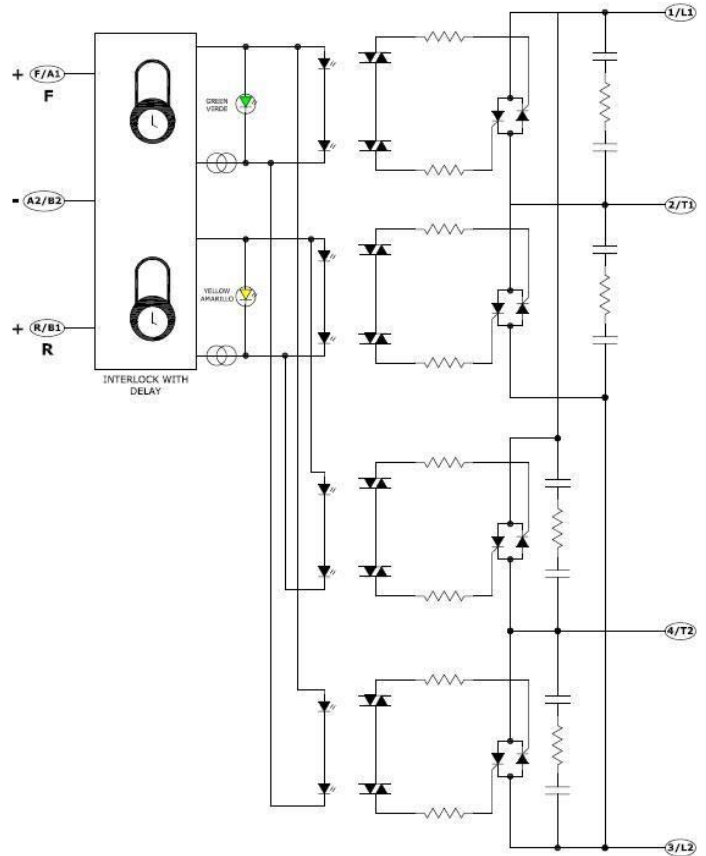 1/L1
+ F/A1
F
GREEN
VERDE
- A2/B2
2/T1
YELLOW
AMARILLO
+ R/B1
R
INTERLOCK WITH
DELAY
4/T2
3/L2